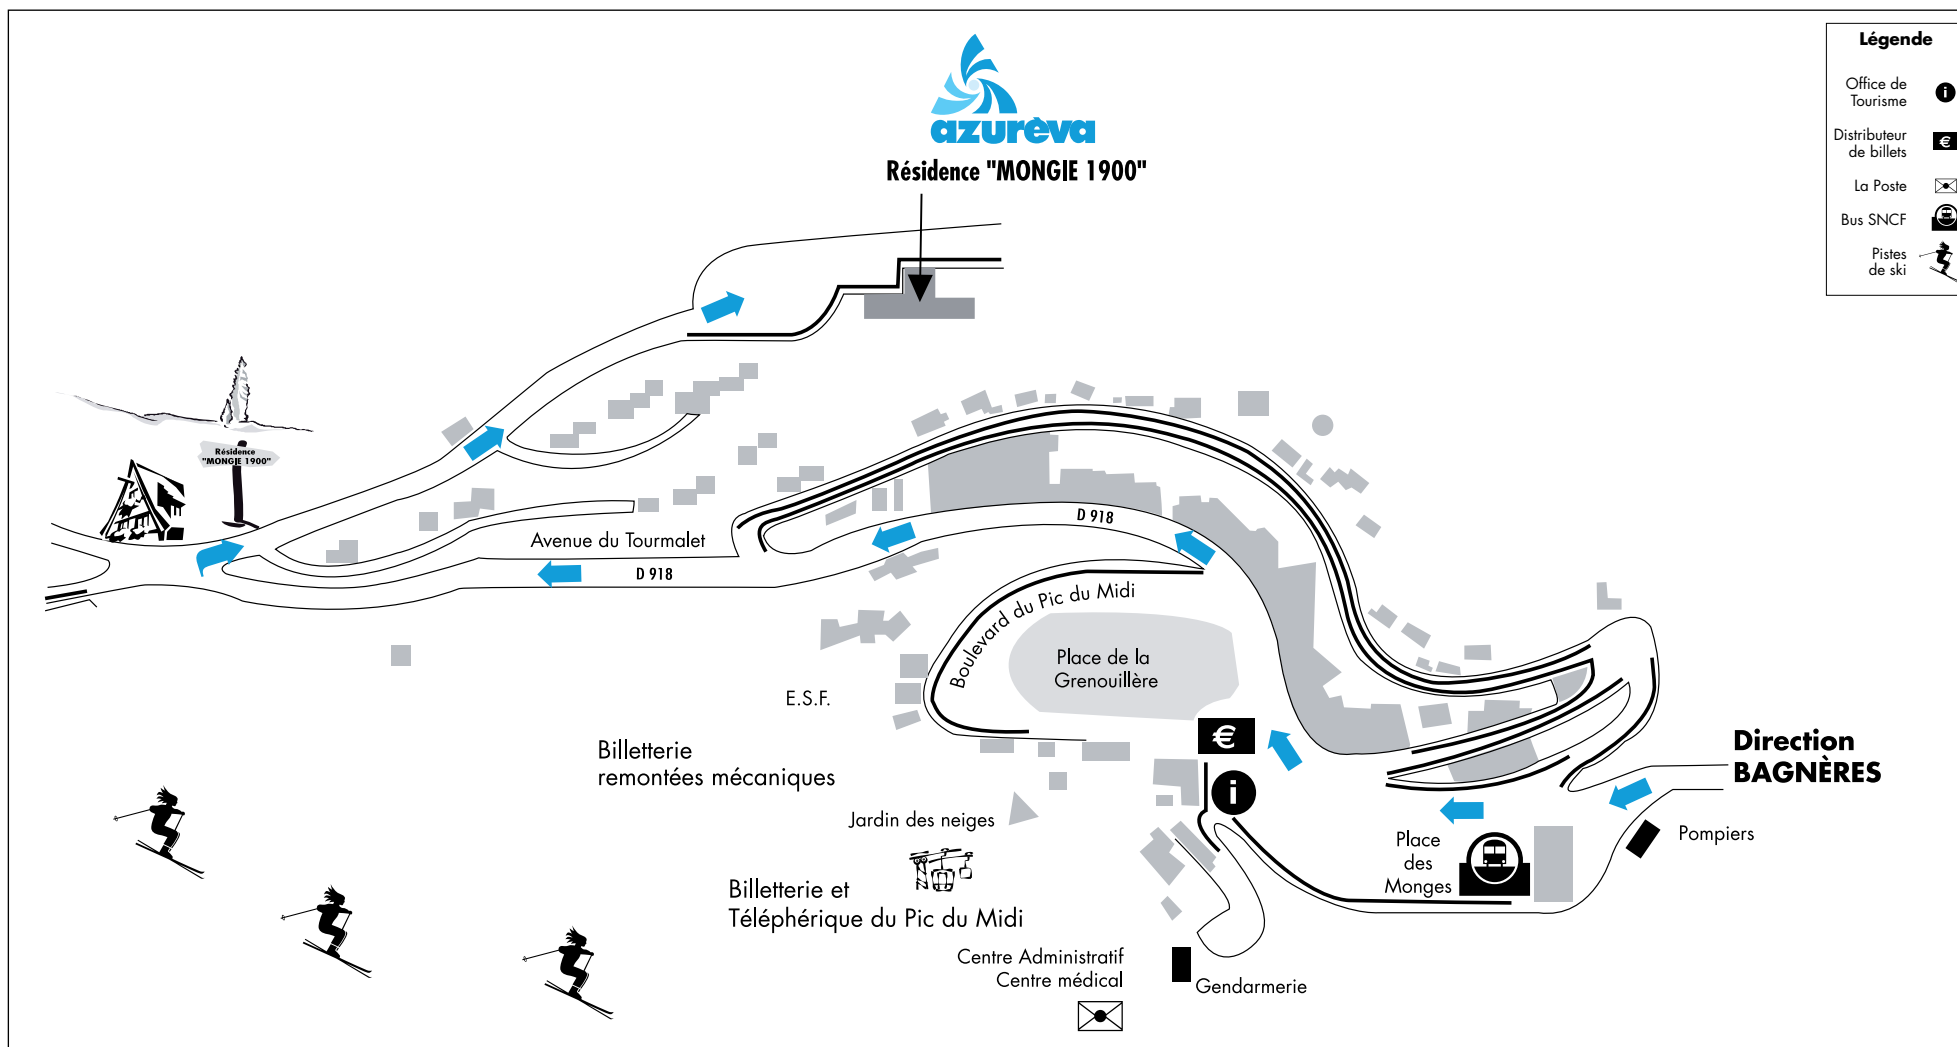 azurèva
Résidence "MONGIE 1900"
Légende
Office de
Tourisme
i
Distributeur
de billets
€
La Poste
Bus SNCF
Pistes
de ski
Résidence
"MONGIE 1900"
Avenue du Tourmalet
D 918
D 918
Boulevard du Pic du Midi
Place de la
Grenouillère
E.S.F.
Billetterie
remontées mécaniques
€
i
Direction
BAGNÈRES
Jardin des neiges
Place
des
Monges
Pompiers
Billetterie et
Téléphérique du Pic du Midi
Centre Administratif
Centre médical
Gendarmerie